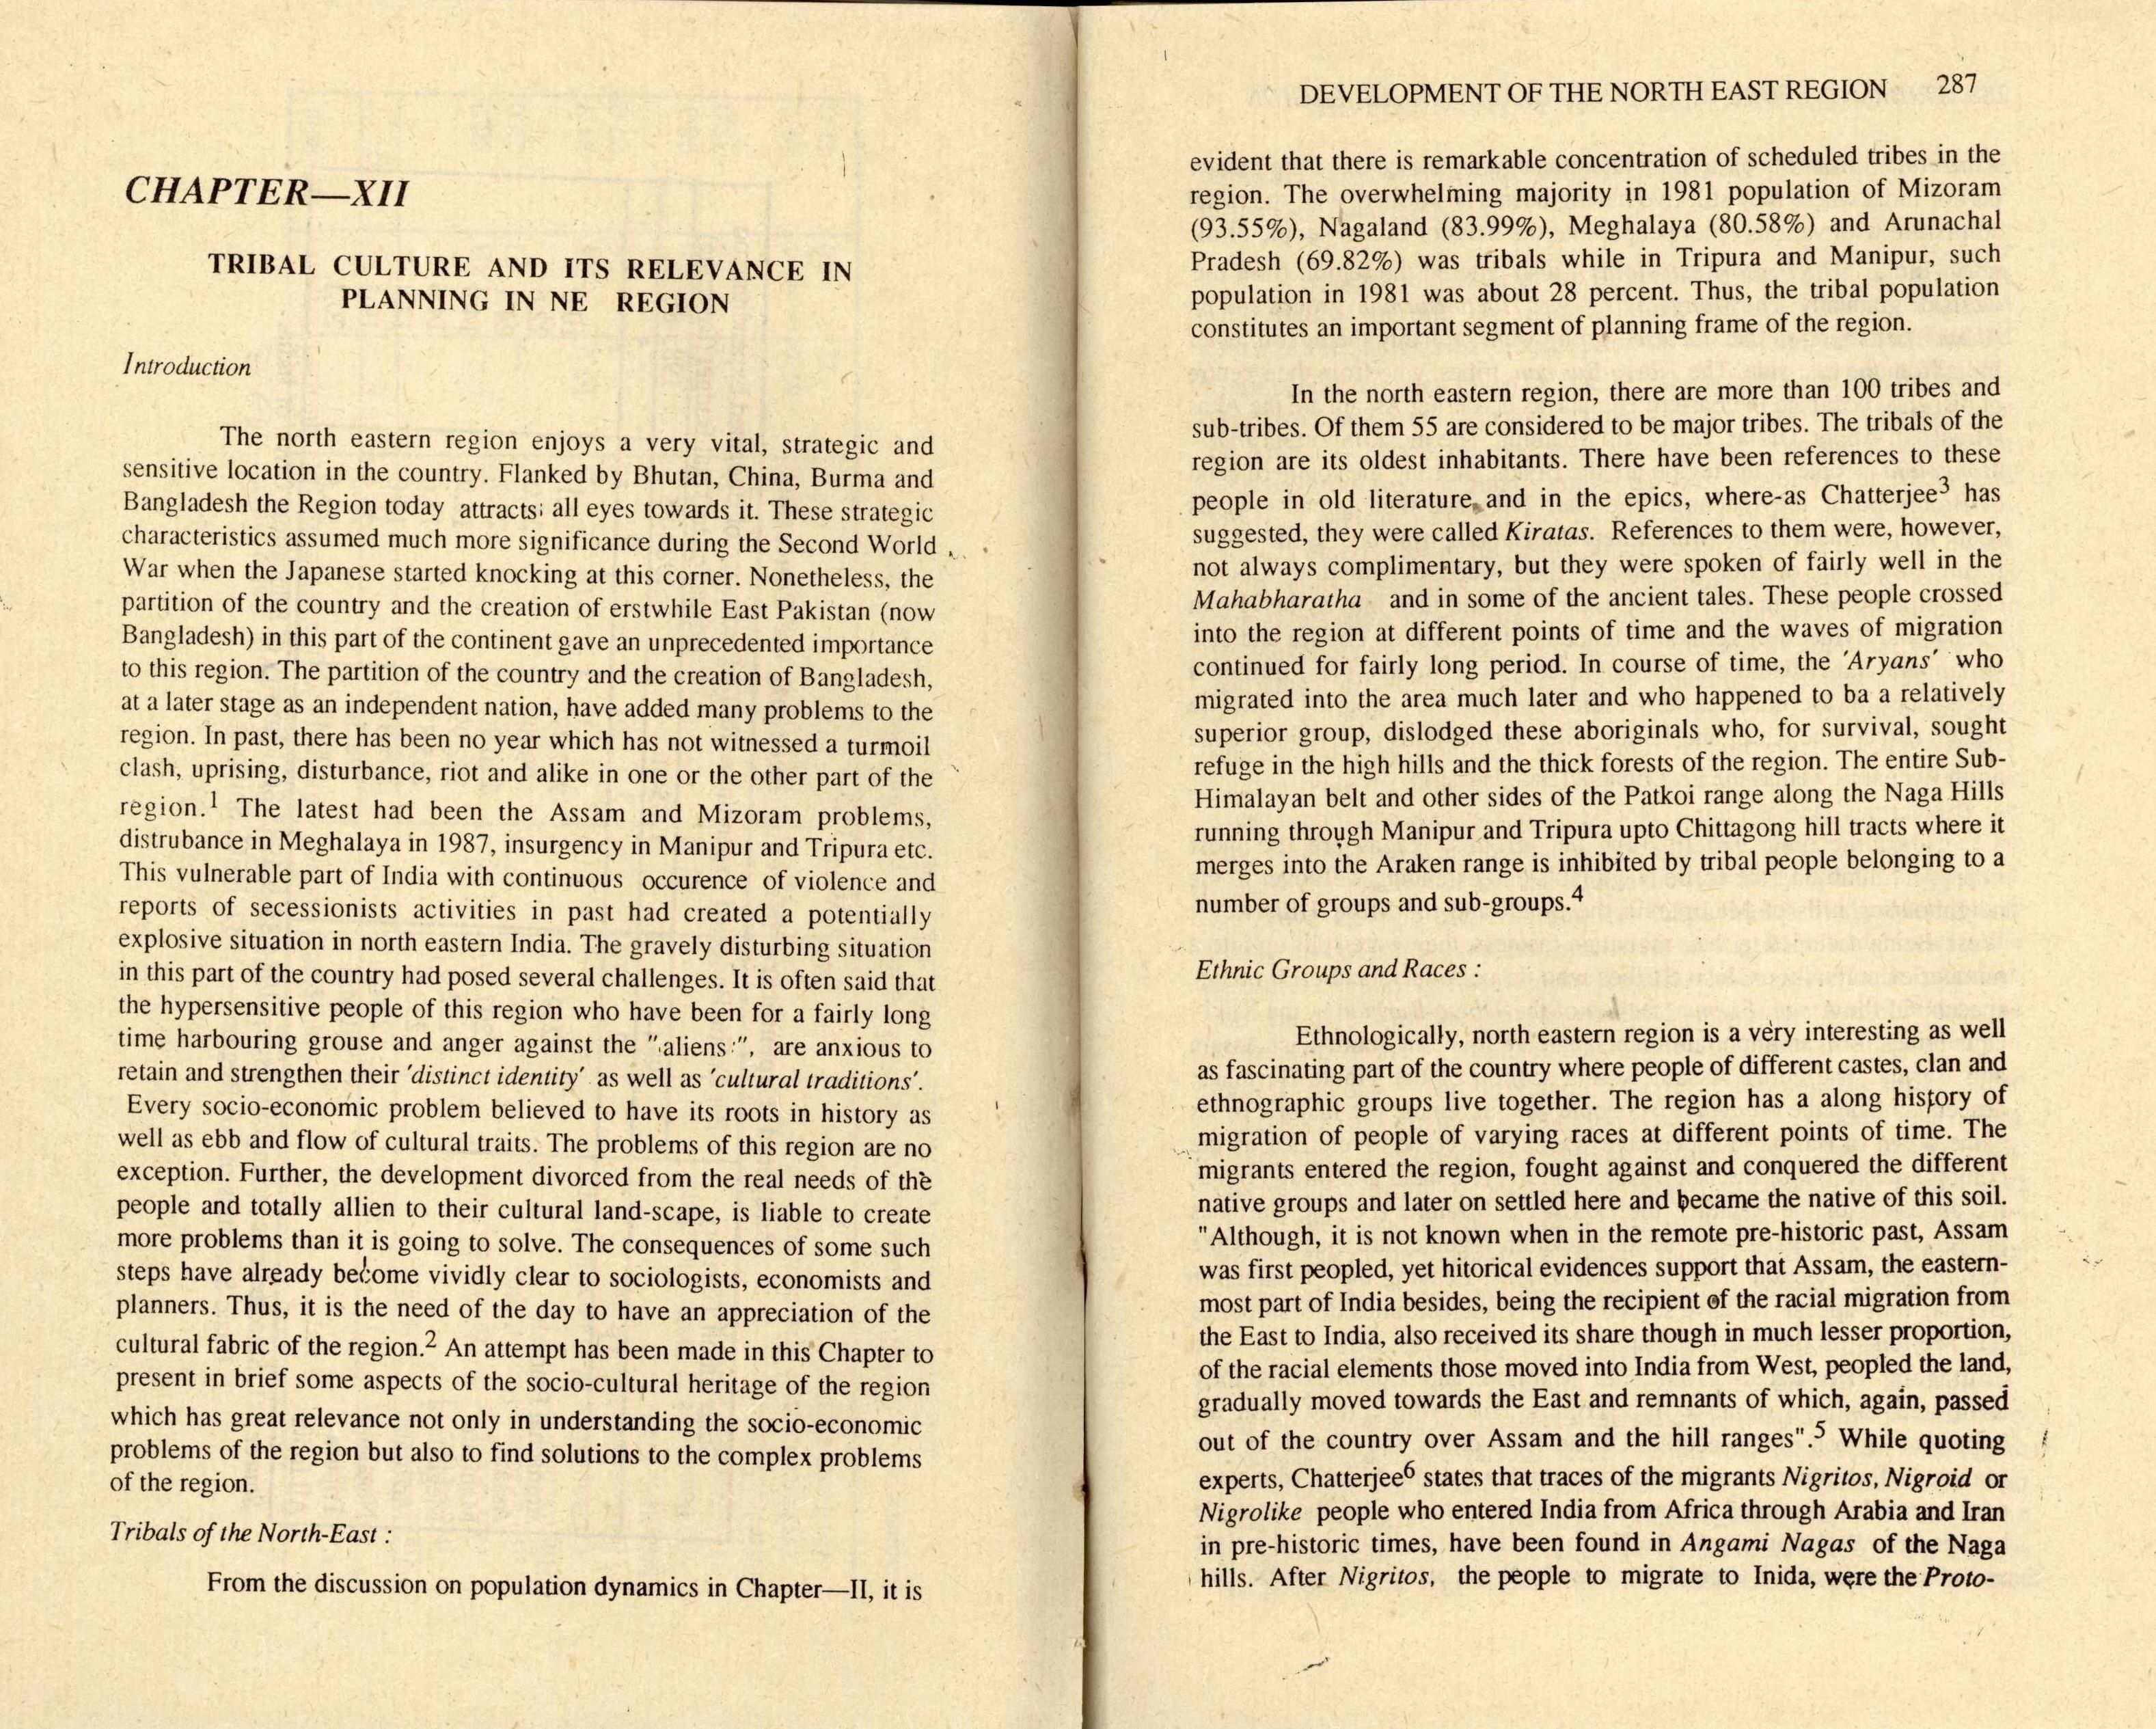 CHAPTER—XII
TRIBAL CULTURE AND ITS RELEVANCE IN
PLANNING IN NE REGION
Introduction
The north eastern region enjoys a very vital, strategic and
sensitive location in the country. Flanked by Bhutan, China, Burma and
Bangladesh the Region today attracts all eyes towards it. These strategic
characteristics assumed much more significance during the Second World
War when the Japanese started knocking at this corner. Nonetheless, the
partition of the country and the creation of erstwhile East Pakistan (now
Bangladesh) in this part of the continent gave an unprecedented importance
to this region. The partition of the country and the creation of Bangladesh,
at a later stage as an independent nation, have added many problems to the
region. In past, there has been no year which has not witnessed a turmoil
clash, uprising, disturbance, riot and alike in one or the other part of the
region.1 The latest had been the Assam and Mizoram problems,
distrubance in Meghalaya in 1987, insurgency in Manipur and Tripura etc.
This vulnerable part of India with continuous occurence of violence and
reports of secessionists activities in past had created a potentially
explosive situation in north eastern India. The gravely disturbing situation
in this part of the country had posed several challenges. It is often said that
the hypersensitive people of this region who have been for a fairly long
time harbouring grouse and anger against the "aliens", are anxious to
retain and strengthen their 'distinct identity' as well as 'cultural traditions'.
Every socio-economic problem believed to have its roots in history as
well as ebb and flow of cultural traits. The problems of this region are no
exception. Further, the development divorced from the real needs of the
people and totally allien to their cultural land-scape, is liable to create
more problems than it is going to solve. The consequences of some such
steps have already become vividly clear to sociologists, economists and
planners. Thus, it is the need of the day to have an appreciation of the
cultural fabric of the region.2 An attempt has been made in this Chapter to
present in brief some aspects of the socio-cultural heritage of the region
which has great relevance not only in understanding the socio-economic
problems of the region but also to find solutions to the complex problems
of the region.
Tribals of the North-East :
From the discussion on population dynamics in Chapter—II, it is
DEVELOPMENT OF THE NORTH EAST REGION 287
evident that there is remarkable concentration of scheduled tribes in the
region. The overwhelming majority in 1981 population of Mizoram
(93.55%), Nagaland (83.99%), Meghalaya (80.58%) and Arunachal
Pradesh (69.82%) was tribals while in Tripura and Manipur, such
population in 1981 was about 28 percent. Thus, the tribal population
constitutes an important segment of planning frame of the region.
In the north eastern region, there are more than 100 tribes and
sub-tribes. Of them 55 are considered to be major tribes. The tribals of the
region are its oldest inhabitants. There have been references to these
people in old literature, and in the epics, where-as Chatterjee3 has
suggested, they were called Kiratas. References to them were, however,
not always complimentary, but they were spoken of fairly well in the
Mahabharatha and in some of the ancient tales. These people crossed
into the region at different points of time and the waves of migration
continued for fairly long period. In course of time, the 'Aryans' who
migrated into the area much later and who happened to ba a relatively
superior group, dislodged these aboriginals who, for survival, sought
refuge in the high hills and the thick forests of the region. The entire Sub-
Himalayan belt and other sides of the Patkoi range along the Naga Hills
running through Manipur and Tripura upto Chittagong hill tracts where it
merges into the Araken range is inhibited by tribal people belonging to a
number of groups and sub-groups.4
Ethnic Groups and Races :
Ethnologically, north eastern region is a very interesting as well
as fascinating part of the country where people of different castes, clan and
ethnographic groups live together. The region has a along history of
migration of people of varying races at different points of time. The
migrants entered the region, fought against and conquered the different
native groups and later on settled here and became the native of this soil.
"Although, it is not known when in the remote pre-historic past, Assam
was first peopled, yet hitorical evidences support that Assam, the eastern-
most part of India besides, being the recipient of the racial migration from
the East to India, also received its share though in much lesser proportion,
of the racial elements those moved into India from West, peopled the land,
gradually moved towards the East and remnants of which, again, passed
out of the country over Assam and the hill ranges".5 While quoting
experts, Chatterjee6 states that traces of the migrants Nigritos, Nigroid or
Nigrolike people who entered India from Africa through Arabia and Iran
in pre-historic times, have been found in Angami Nagas of the Naga
hills. After Nigritos, the people to migrate to Inida, were the Proto-